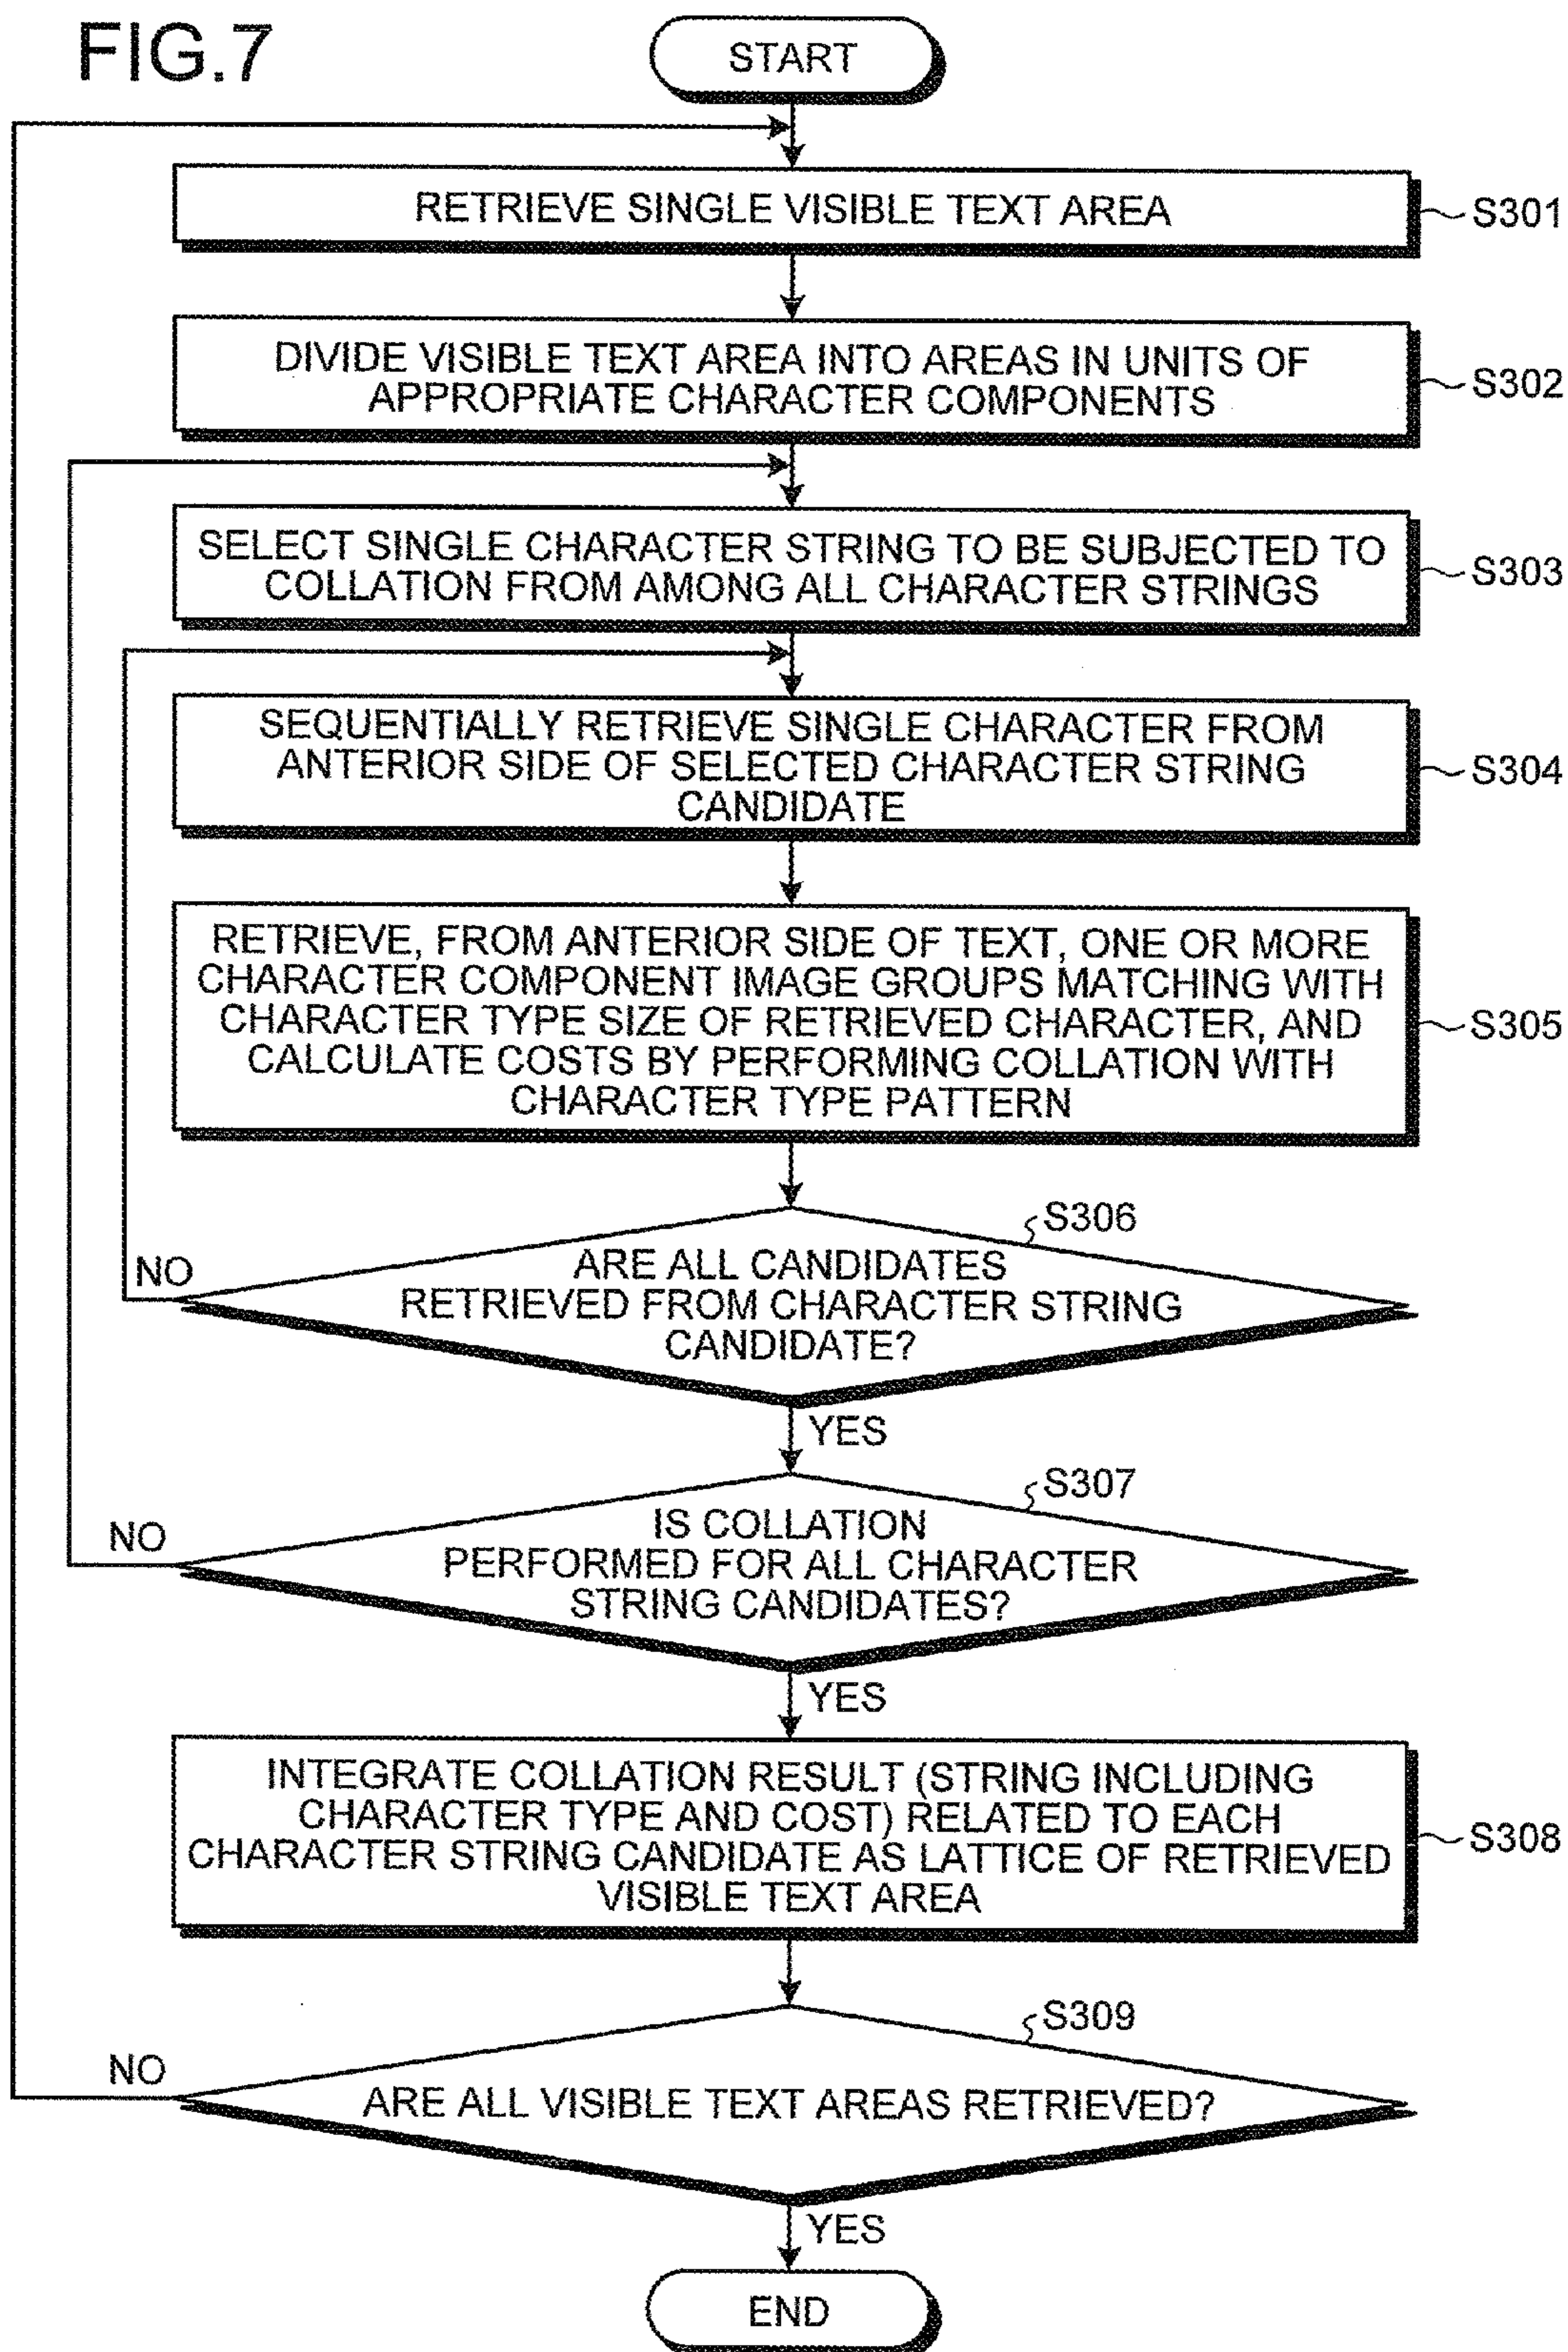 FIG.7
START
RETRIEVE SINGLE VISIBLE TEXT AREA
S301
DIVIDE VISIBLE TEXT AREA INTO AREAS IN UNITS OF
APPROPRIATE CHARACTER COMPONENTS
S302
SELECT SINGLE CHARACTER STRING TO BE SUBJECTED TO
COLLATION FROM AMONG ALL CHARACTER STRINGS
S303
SEQUENTIALLY RETRIEVE SINGLE CHARACTER FROM
ANTERIOR SIDE OF SELECTED CHARACTER STRING
CANDIDATE
S304
RETRIEVE, FROM ANTERIOR SIDE OF TEXT, ONE OR MORE
CHARACTER COMPONENT IMAGE GROUPS MATCHING WITH
CHARACTER TYPE SIZE OF RETRIEVED CHARACTER, AND
CALCULATE COSTS BY PERFORMING COLLATION WITH
CHARACTER TYPE PATTERN
S305
S306
ARE ALL CANDIDATES
RETRIEVED FROM CHARACTER STRING
CANDIDATE?
NO
YES
S307
IS COLLATION
PERFORMED FOR ALL CHARACTER
STRING CANDIDATES?
NO
YES
INTEGRATE COLLATION RESULT (STRING INCLUDING
CHARACTER TYPE AND COST) RELATED TO EACH
CHARACTER STRING CANDIDATE AS LATTICE OF RETRIEVED
VISIBLE TEXT AREA
S308
S309
NO
ARE ALL VISIBLE TEXT AREAS RETRIEVED?
YES
END